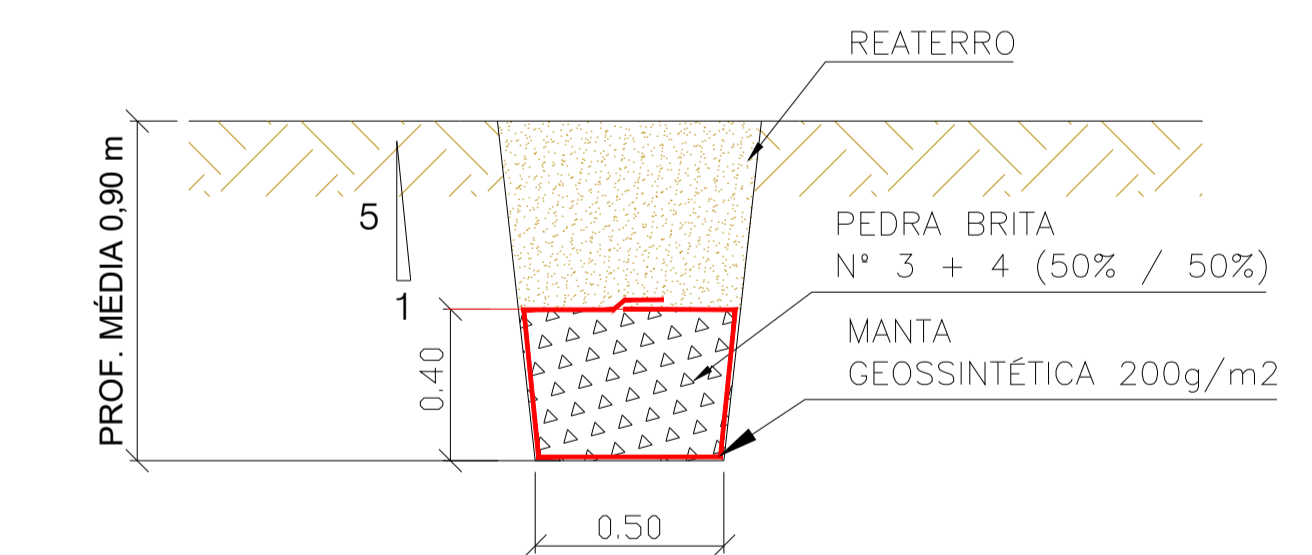 REATERRO
PROF. MÉDIA 0,90 m
5
1
PEDRA BRITA
Nº 3 + 4 (50% / 50%)
MANTA
GEOSSINTÉTICA 200g/m2
0.40
0.50